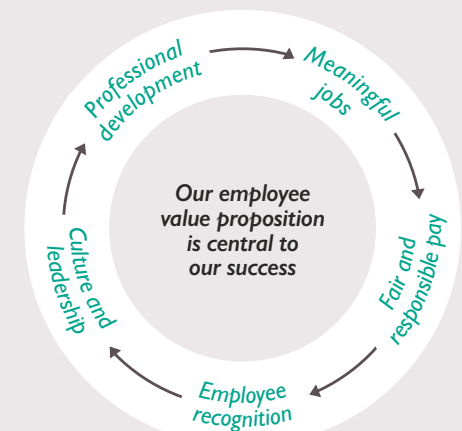 Professional
development
Meaningful
jobs
Fair and
responsible pay
Employee
recognition
Culture and
leadership
Our employee
value proposition
is central to
our success